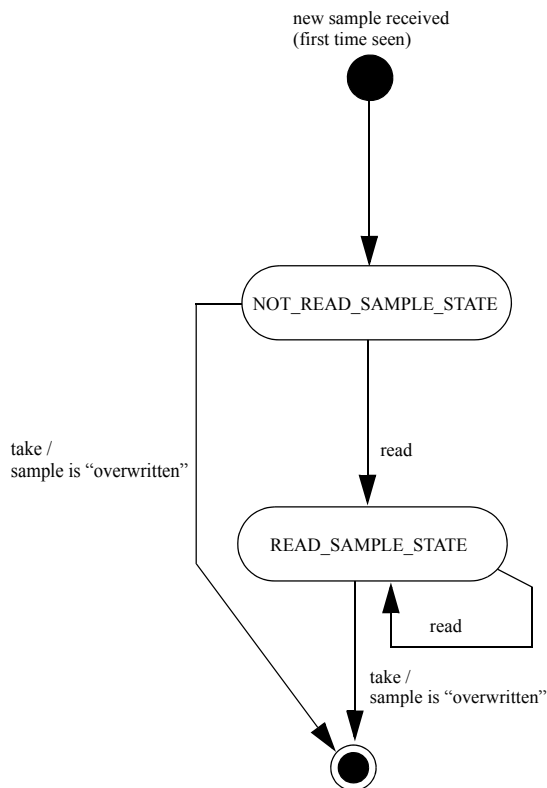 new sample received
(first time seen)
NOT_READ_SAMPLE_STATE
take /
sample is “overwritten”
read
READ_SAMPLE_STATE
read
take /
sample is “overwritten”